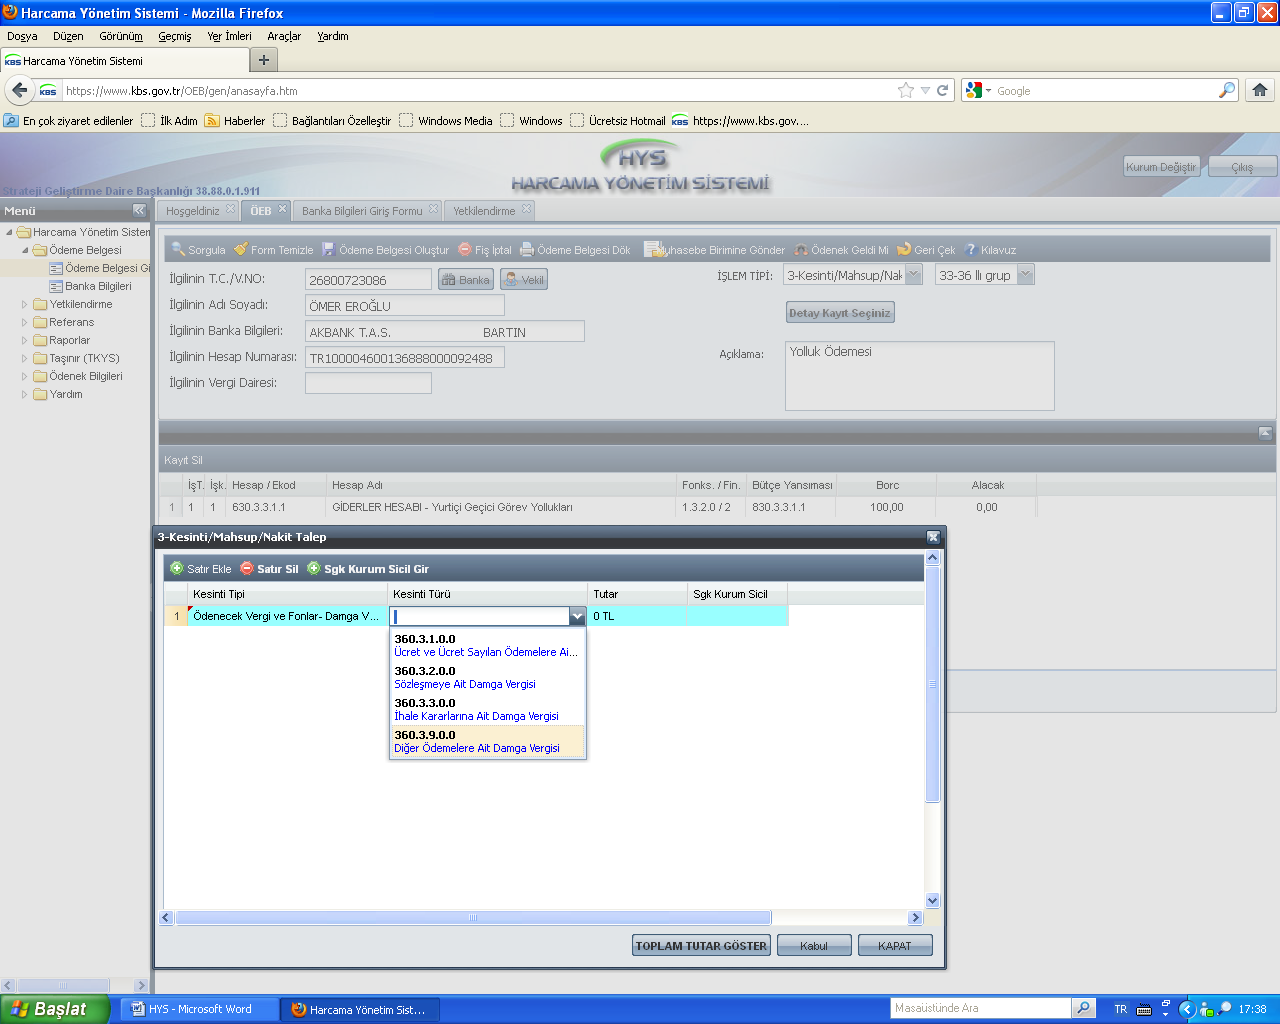 Harcama Yönetim Sistemi - Mozilla Firefox
Dosya Düzen Görünüm Geçmiş Yer İmleri Araçlar Yardım
KBS Harcama Yönetim Sistemi +
KBS https://www.kbs.gov.tr/OEB/gen/anasayfa.htm Google
En çok ziyaret edilenler İlk Adım Haberler Bağlantıları Özelleştir Windows Media Windows Ücretsiz Hotmail KBS https://www.kbs.gov....
HYS
HARCAMA YÖNETİM SİSTEMİ
Kurum Değiştir Çıkış
Strateji Geliştirme Daire Başkanlığı 38.88.0.1.911
Menü
Harcama Yönetim Sistem
Ödeme Belgesi
Ödeme Belgesi Gi
Banka Bilgileri
Yetkilendirme
Referans
Raporlar
Taşınır (TKYS)
Ödenek Bilgileri
Yardım
Hoşgeldiniz ÖEB Banka Bilgileri Giriş Formu Yetkilendirme
Sorgula Form Temizle Ödeme Belgesi Oluştur Fiş İptal Ödeme Belgesi Dök Muhasebe Birimine Gönder Ödenek Geldi Mi Geri Çek Kılavuz
İlgilinin T.C./V.NO: 26800723086 Banka Vekil
İlgilinin Adı Soyadı: ÖMER EROĞLU
İlgilinin Banka Bilgileri: AKBANK T.A.S. BARTIN
İlgilinin Hesap Numarası: TR100004600136888000092488
İlgilinin Vergi Dairesi:
İŞLEM TİPİ: 3-Kesinti/Mahsup/Nak 33-36 lı grup
Detay Kayıt Seçiniz
Açıklama: Yolluk Ödemesi
Kayıt Sil
İşT. İşk. Hesap / Ekod Hesap Adı Fonks. / Fin. Bütçe Yansıması Borc Alacak
1 1 1 630.3.3.1.1 GİDERLER HESABI - Yurtiçi Geçici Görev Yollukları 1.3.2.0 / 2 830.3.3.1.1 100,00 0,00
3-Kesinti/Mahsup/Nakit Talep
Satır Ekle Satır Sil Sgk Kurum Sicil Gir
Kesinti Tipi Kesinti Türü Tutar Sgk Kurum Sicil
1 Ödenecek Vergi ve Fonlar- Damga V... 0 TL
360.3.1.0.0
Ücret ve Ücret Sayılan Ödemelere Ai...
360.3.2.0.0
Sözleşmeye Ait Damga Vergisi
360.3.3.0.0
İhale Kararlarına Ait Damga Vergisi
360.3.9.0.0
Diğer Ödemelere Ait Damga Vergisi
TOPLAM TUTAR GÖSTER Kabul KAPAT
Başlat HYS - Microsoft Word Harcama Yönetim Sist... Masaüstünde Ara TR 17:38